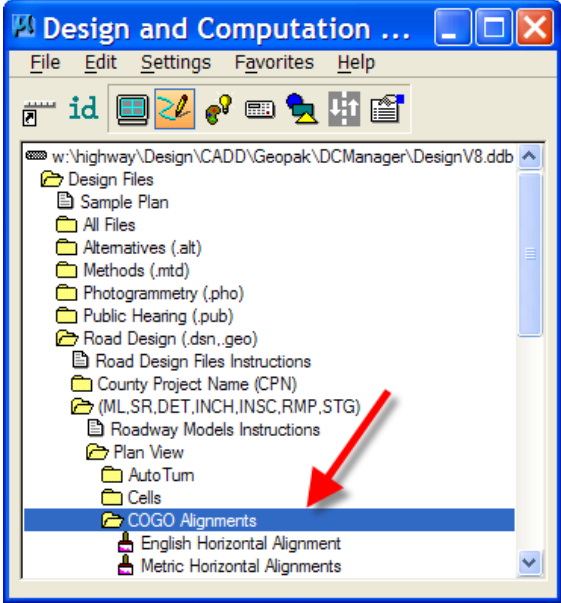 Design and Computation ...
File Edit Settings Favorites Help
id
w:\highway\Design\CADD\Geopak\DCManager\DesignV8.ddb
Design Files
Sample Plan
All Files
Alternatives (.alt)
Methods (.mtd)
Photogrammetry (.pho)
Public Hearing (.pub)
Road Design (.dsn,.geo)
Road Design Files Instructions
County Project Name (CPN)
(ML,SR,DET,INCH,INSC,RMP,STG)
Roadway Models Instructions
Plan View
AutoTurn
Cells
COGO Alignments
English Horizontal Alignment
Metric Horizontal Alignments